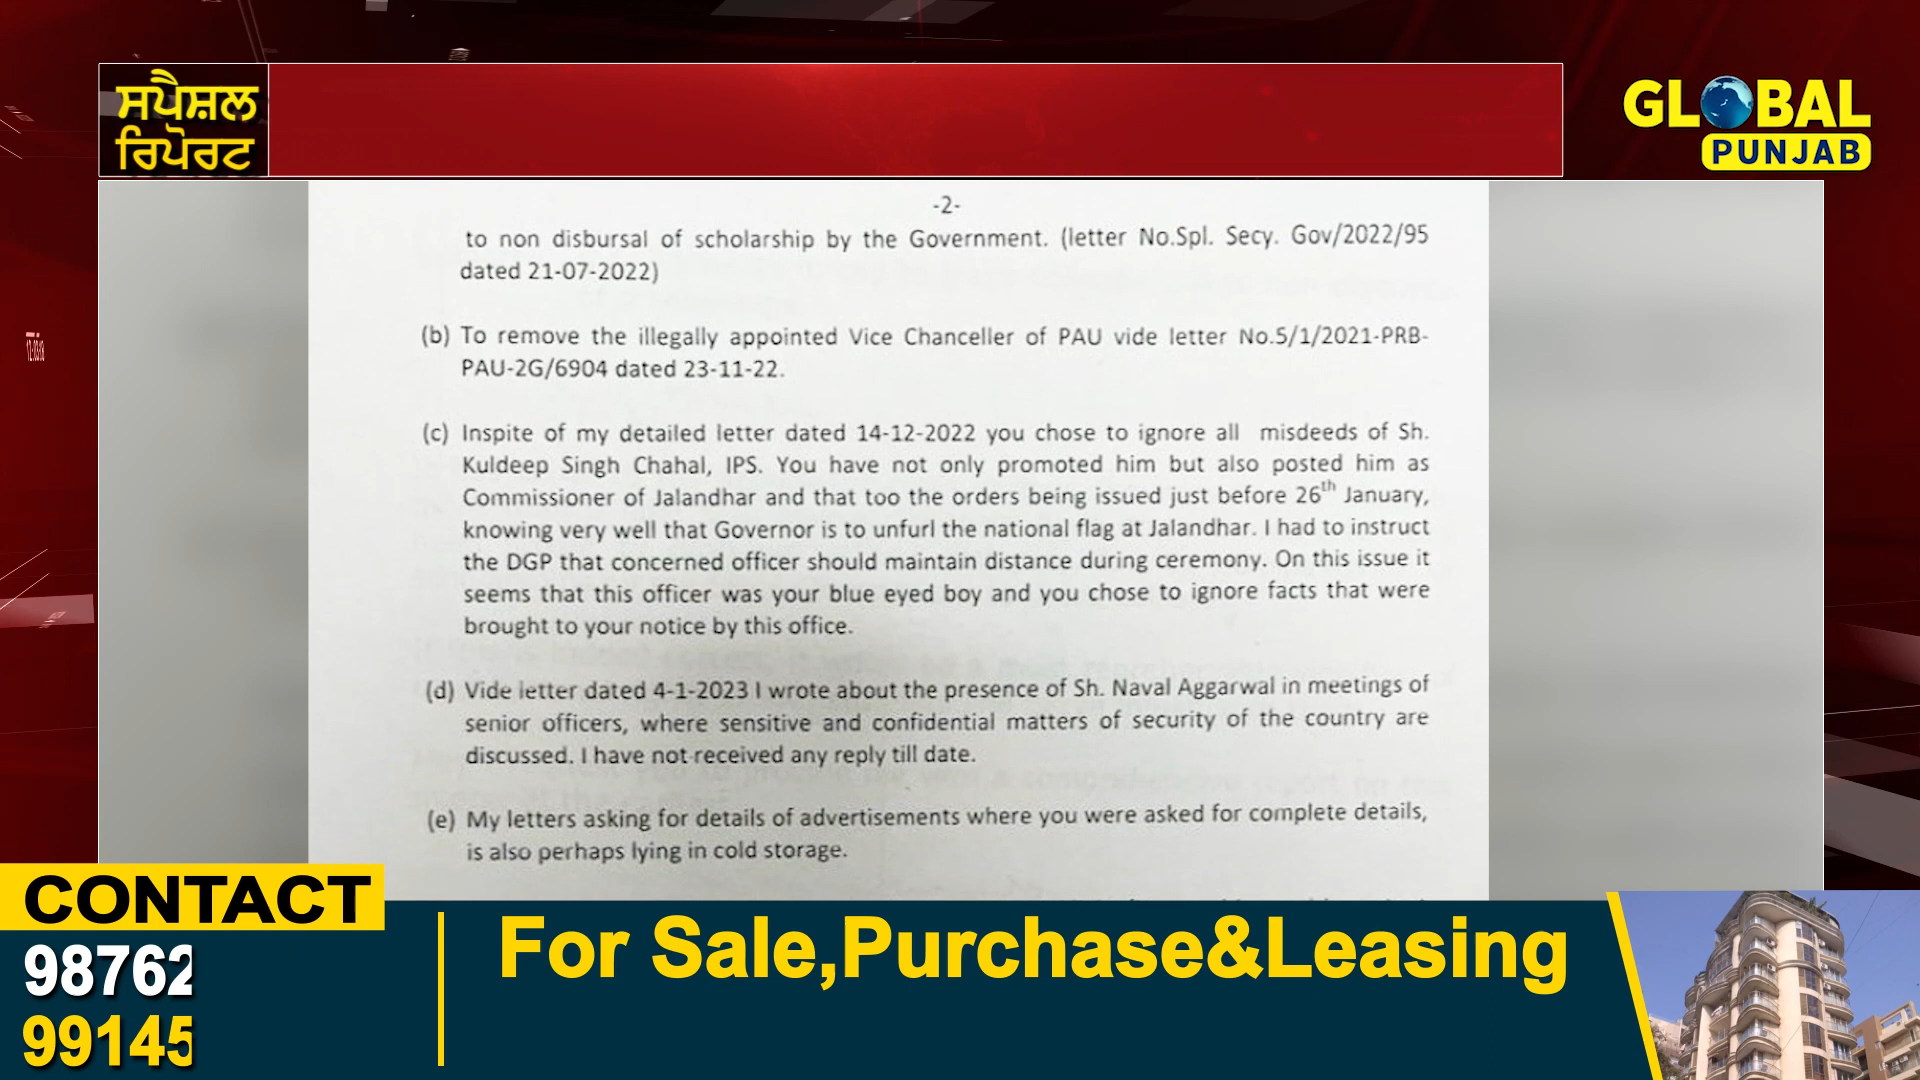 ਸਪੈਸ਼ਲ
ਰਿਪੋਰਟ
GLOBAL
PUNJAB
-2-
to non disbursal of scholarship by the Government. (letter No.Spl. Secy. Gov/2022/95
dated 21-07-2022)
(b) To remove the illegally appointed Vice Chanceller of PAU vide letter No.5/1/2021-PRB-
PAU-2G/6904 dated 23-11-22.
(c) Inspite of my detailed letter dated 14-12-2022 you chose to ignore all misdeeds of Sh.
Kuldeep Singh Chahal, IPS. You have not only promoted him but also posted him as
Commissioner of Jalandhar and that too the orders being issued just before 26th January,
knowing very well that Governor is to unfurl the national flag at Jalandhar. I had to instruct
the DGP that concerned officer should maintain distance during ceremony. On this issue it
seems that this officer was your blue eyed boy and you chose to ignore facts that were
brought to your notice by this office.
(d) Vide letter dated 4-1-2023 I wrote about the presence of Sh. Naval Aggarwal in meetings of
senior officers, where sensitive and confidential matters of security of the country are
discussed. I have not received any reply till date.
(e) My letters asking for details of advertisements where you were asked for complete details,
is also perhaps lying in cold storage.
CONTACT
98762
99145
For Sale,Purchase&Leasing